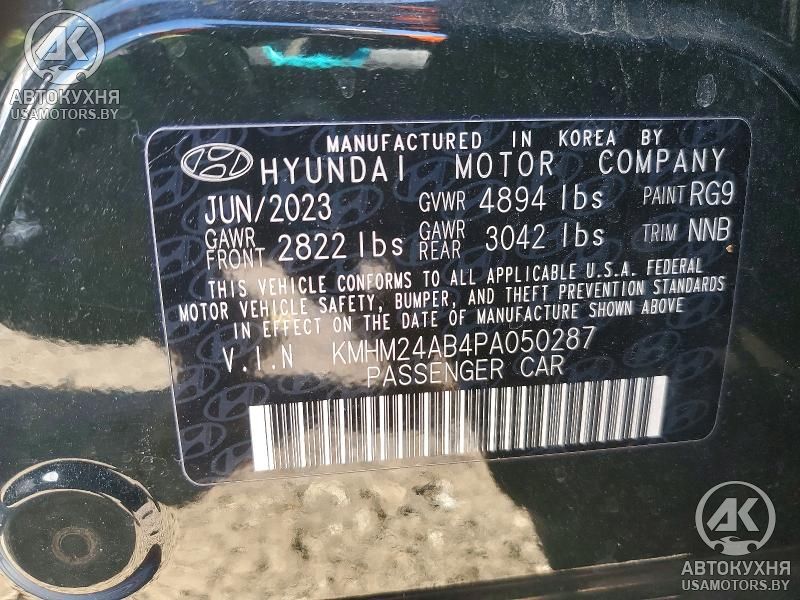 АК
АВТОКУХНЯ
USAMOTORS.BY
MANUFACTURED IN KOREA BY
HYUNDAI MOTOR COMPANY
JUN/2023 GVWR 4894 lbs PAINT RG9
GAWR FRONT 2822 lbs GAWR REAR 3042 lbs TRIM NNB
THIS VEHICLE CONFORMS TO ALL APPLICABLE U.S.A. FEDERAL
MOTOR VEHICLE SAFETY, BUMPER, AND THEFT PREVENTION STANDARDS
IN EFFECT ON THE DATE OF MANUFACTURE SHOWN ABOVE
V.I.N KMHM24AB4PA050287
PASSENGER CAR
АК
АВТОКУХНЯ
USAMOTORS.BY